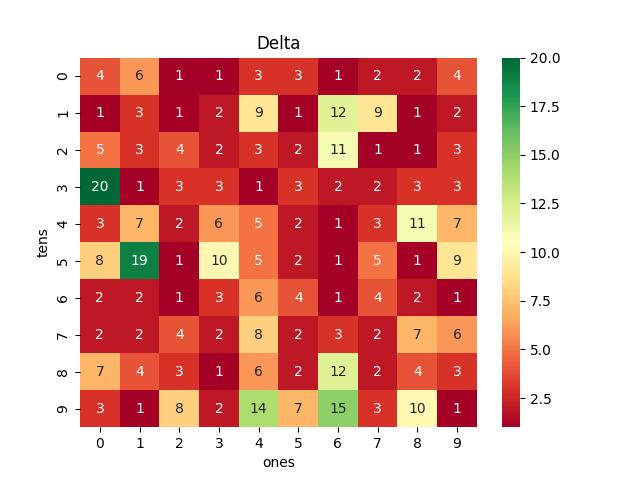 Delta
0 4 6 1 1 3 3 1 2 2 4
1 1 3 1 2 9 1 12 9 1 2
2 5 3 4 2 3 2 11 1 1 3
3 20 1 3 3 1 3 2 2 3 3
4 3 7 2 6 5 2 1 3 11 7
5 8 19 1 10 5 2 1 5 1 9
6 2 2 1 3 6 4 1 4 2 1
7 2 2 4 2 8 2 3 2 7 6
8 7 4 3 1 6 2 12 2 4 3
9 3 1 8 2 14 7 15 3 10 1
0 1 2 3 4 5 6 7 8 9
ones
tens
20.0
17.5
15.0
12.5
10.0
7.5
5.0
2.5